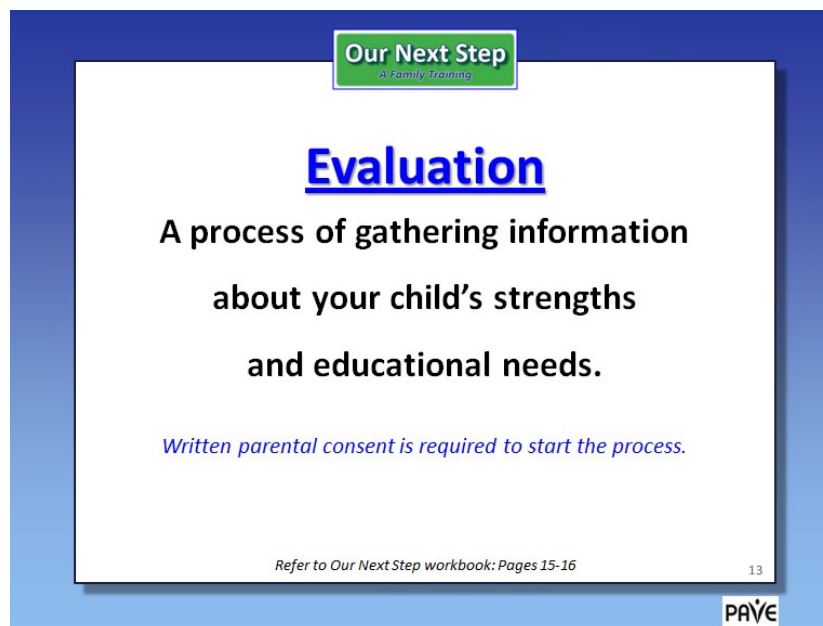 Our Next Step
A Family Training
Evaluation
A process of gathering information
about your child's strengths
and educational needs.
Written parental consent is required to start the process.
Refer to Our Next Step workbook: Pages 15-16
13
PAVE